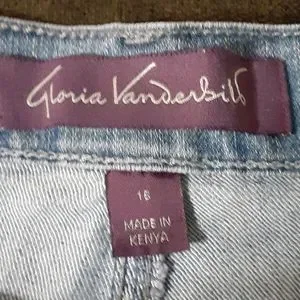 Gloria Vanderbilt
16
MADE IN
KENYA